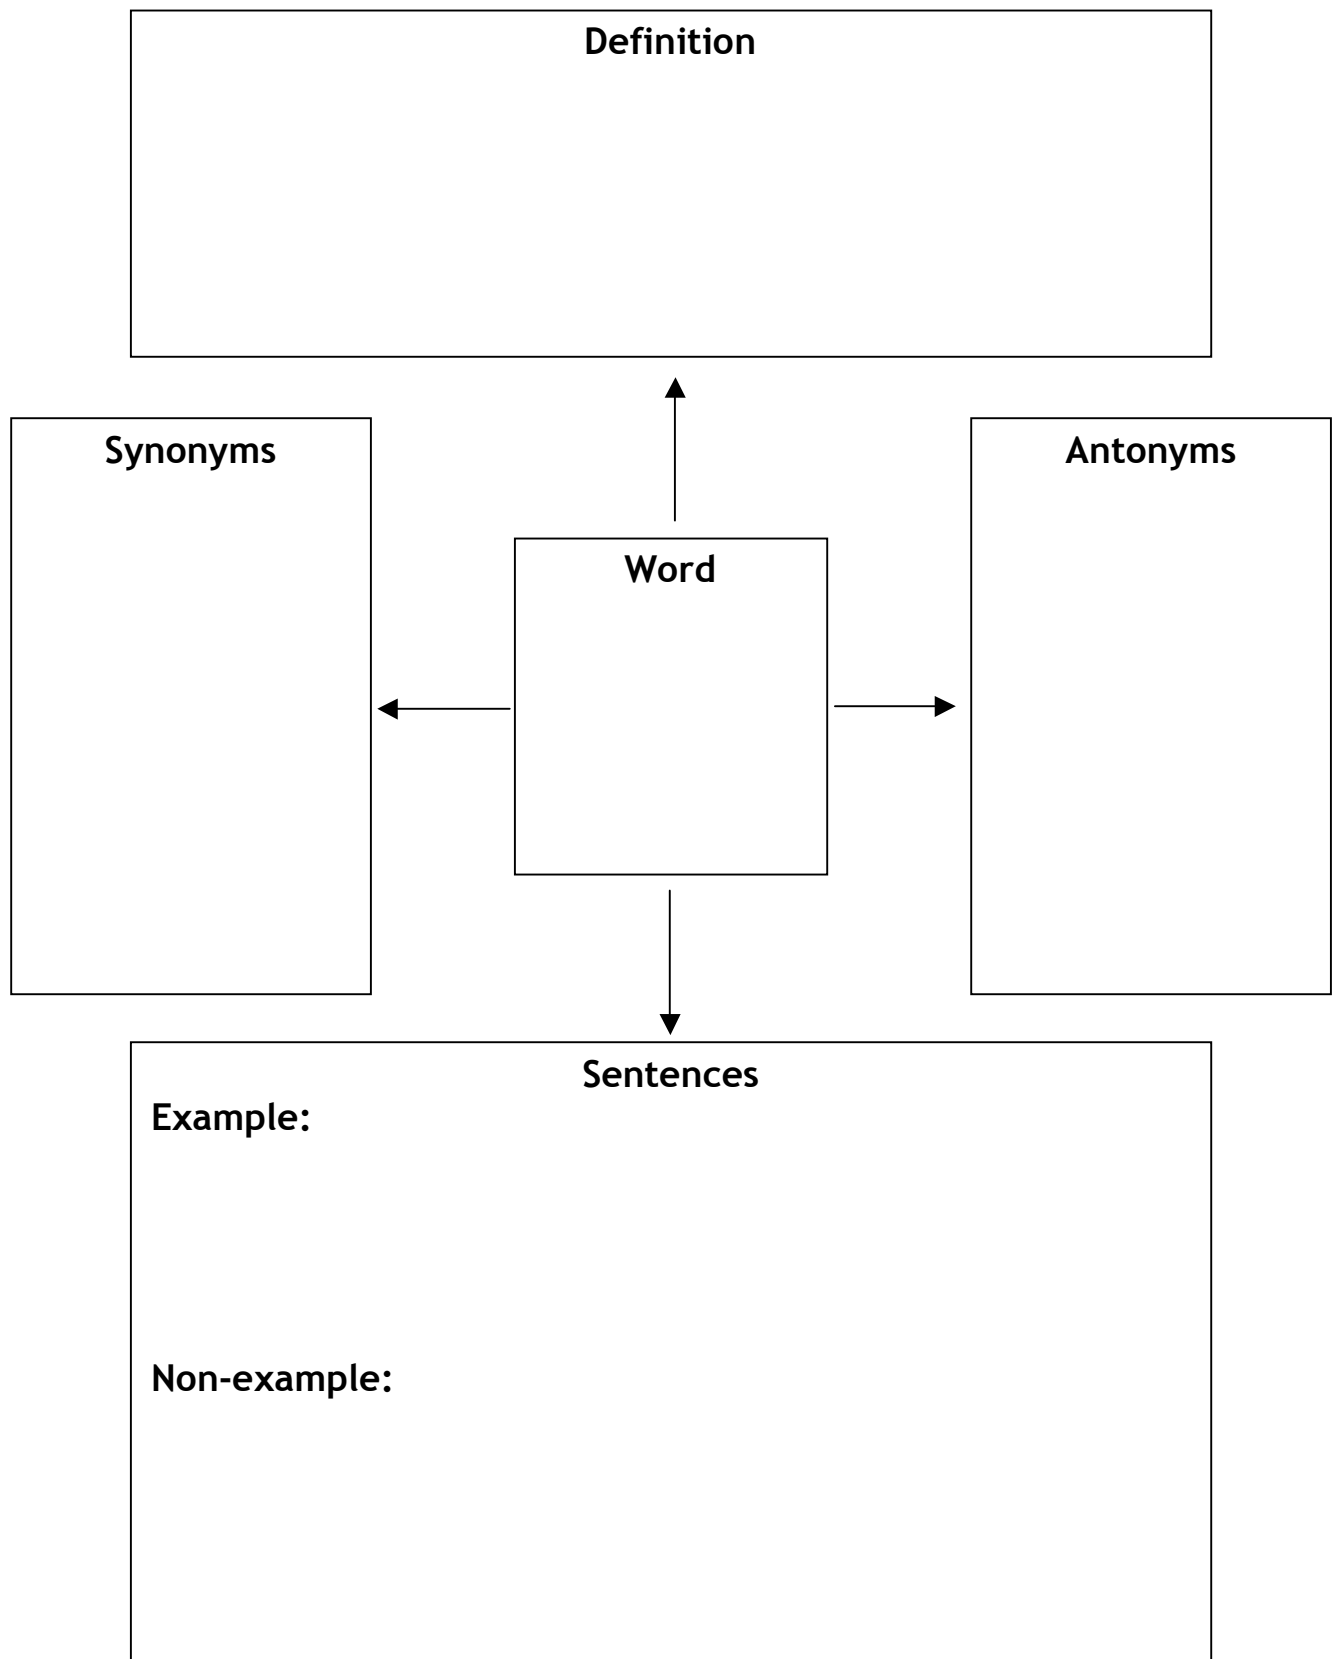 Definition
Synonyms
Antonyms
Word
Sentences
Example:
Non-example: